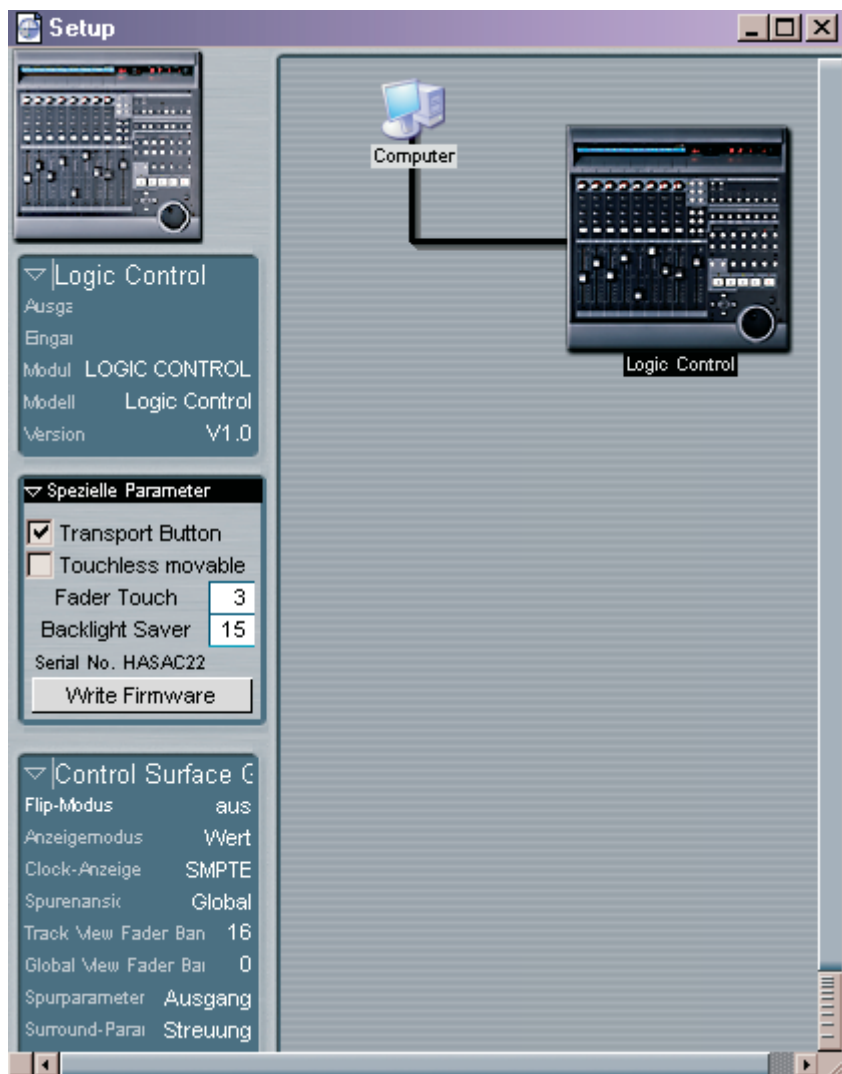 Setup
Computer
Logic Control
Logic Control
Ausga
Eingai
Modul LOGIC CONTROL
Modell Logic Control
Version V1.0
Spezielle Parameter
Transport Button
Touchless movable
Fader Touch 3
Backlight Saver 15
Serial No. HASAC22
Write Firmware
Control Surface G
Flip-Modus aus
Anzeigemodus Wert
Clock-Anzeige SMPTE
Spurenansic Global
Track View Fader Ban 16
Global View Fader Bai 0
Spurparameter Ausgang
Surround-Parai Streuung